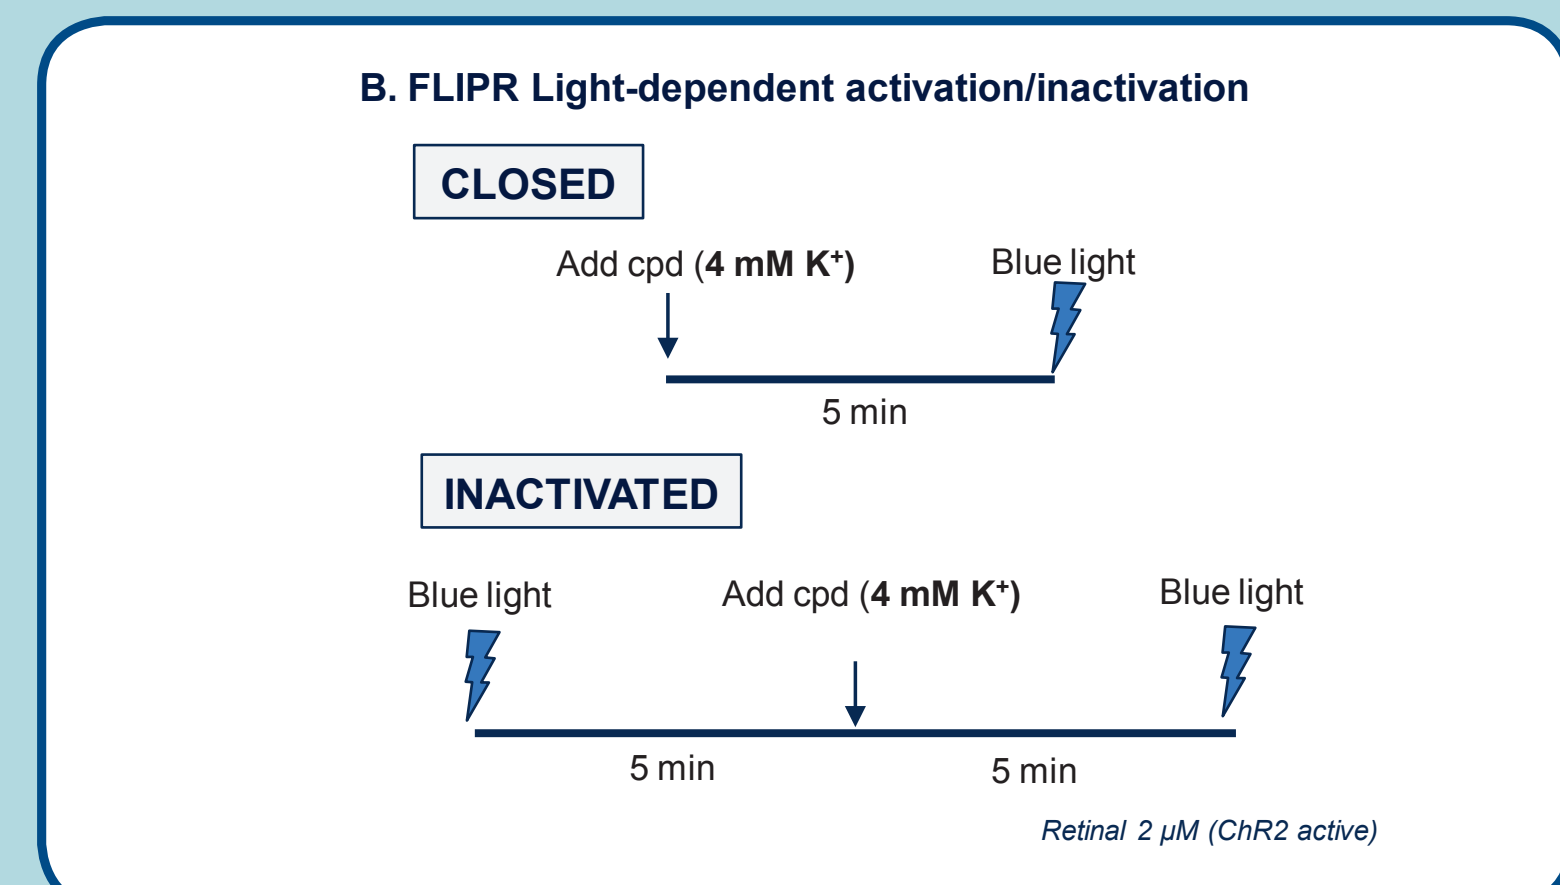 B. FLIPR Light-dependent activation/inactivation
CLOSED
Add cpd (4 mM K⁺)
Blue light
5 min
INACTIVATED
Blue light
Add cpd (4 mM K⁺)
Blue light
5 min
5 min
Retinal 2 µM (ChR2 active)